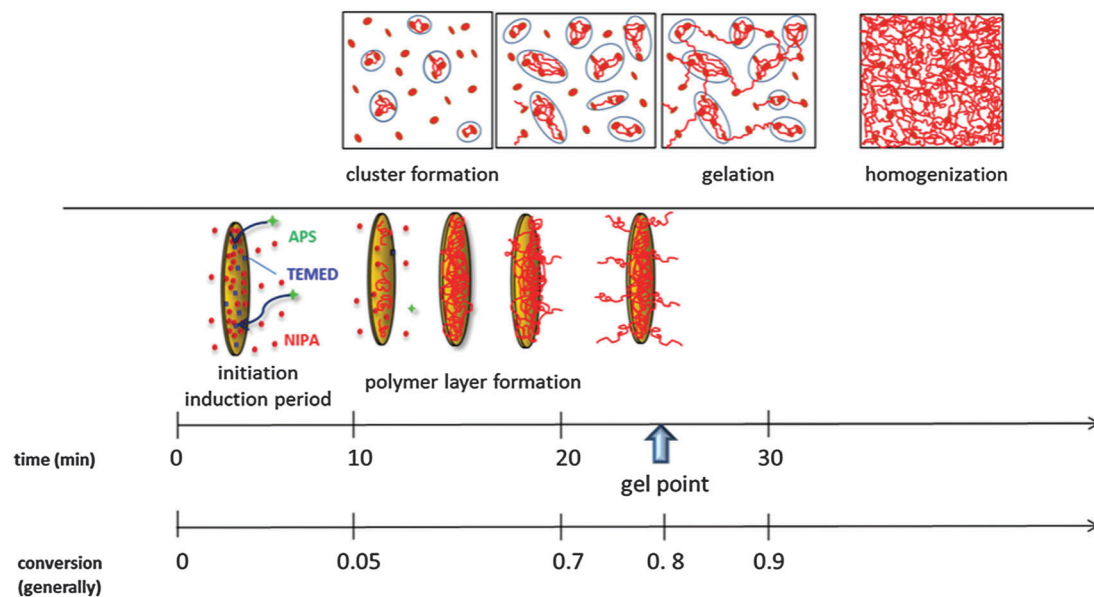 cluster formation
gelation
homogenization
APS
TEMED
NIPA
initiation
induction period
polymer layer formation
time (min)
0
10
20
30
gel point
0
0.05
0.7
0. 8
0.9
conversion
(generally)